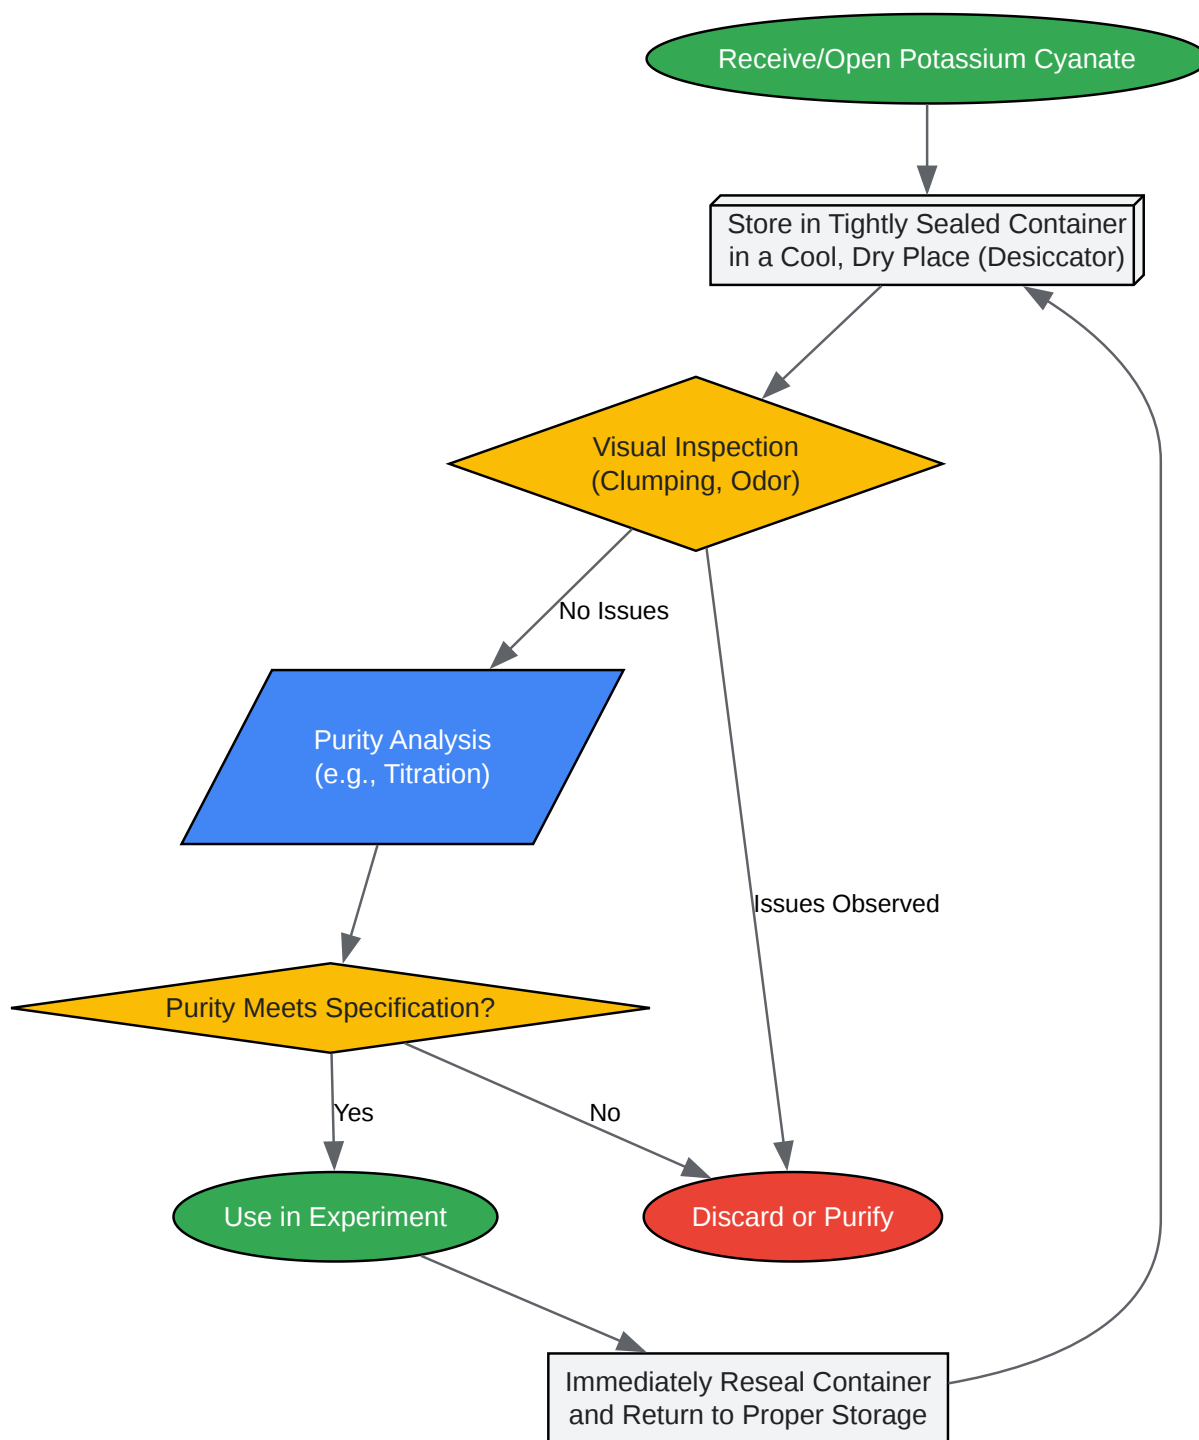 Receive/Open Potassium Cyanate
Store in Tightly Sealed Container
in a Cool, Dry Place (Desiccator)
Visual Inspection
(Clumping, Odor)
No Issues
Purity Analysis
(e.g., Titration)
Issues Observed
Purity Meets Specification?
Yes
No
Use in Experiment
Discard or Purify
Immediately Reseal Container
and Return to Proper Storage